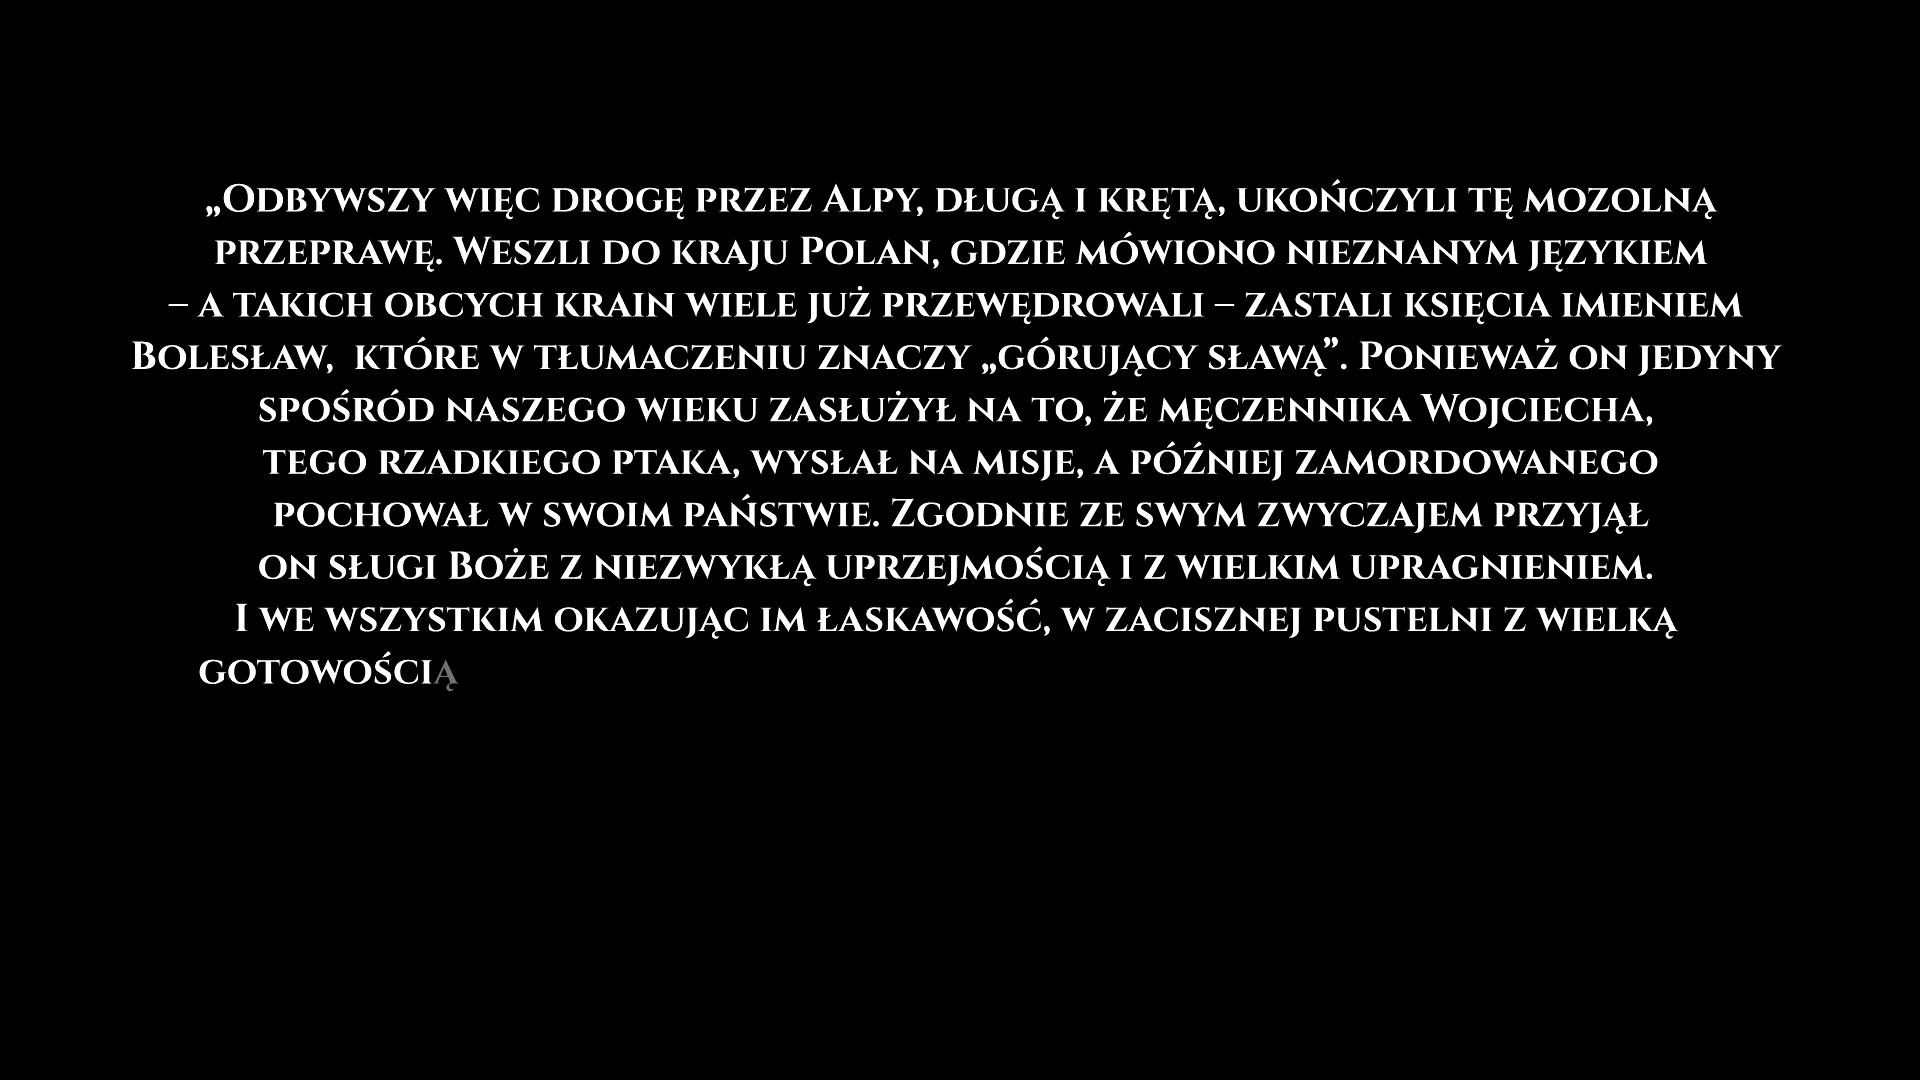 „Odbywszy więc drogę przez Alpy, długą i krętą, ukończyli tę mozolną
przeprawę. Weszli do kraju Polan, gdzie mówiono nieznanym językiem
– a takich obcych krain wiele już przewędrowali – zastali księcia imieniem
Bolesław, które w tłumaczeniu znaczy „górujący sławą”. Ponieważ on jedyny
spośród naszego wieku zasłużył na to, że męczennika Wojciecha,
tego rzadkiego ptaka, wysłał na misje, a później zamordowanego
pochował w swoim państwie. Zgodnie ze swym zwyczajem przyjął
on sługi Boże z niezwykłą uprzejmością i z wielkim upragnieniem.
I we wszystkim okazując im łaskawość, w zacisznej pustelni z wielką
gotowością